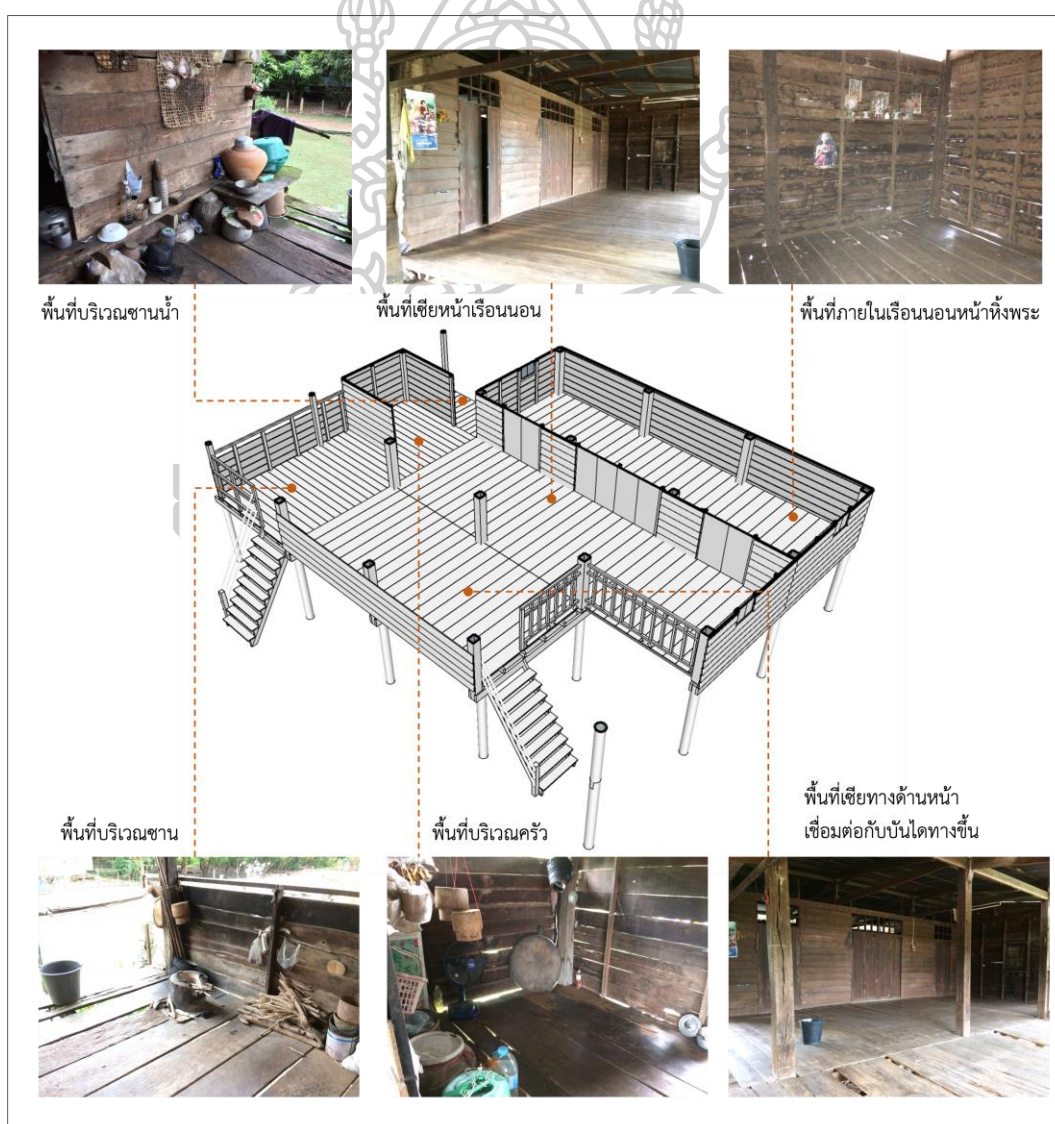 พื้นที่บริเวณซานน้ำ
พื้นที่เซียหน้าเรือนนอน
พื้นที่ภายในเรือนนอนหน้าหิ้งพระ
พื้นที่บริเวณซาน
พื้นที่บริเวณครัว
พื้นที่เซียทางด้านหน้า
เชื่อมต่อกับบันไดทางขึ้น